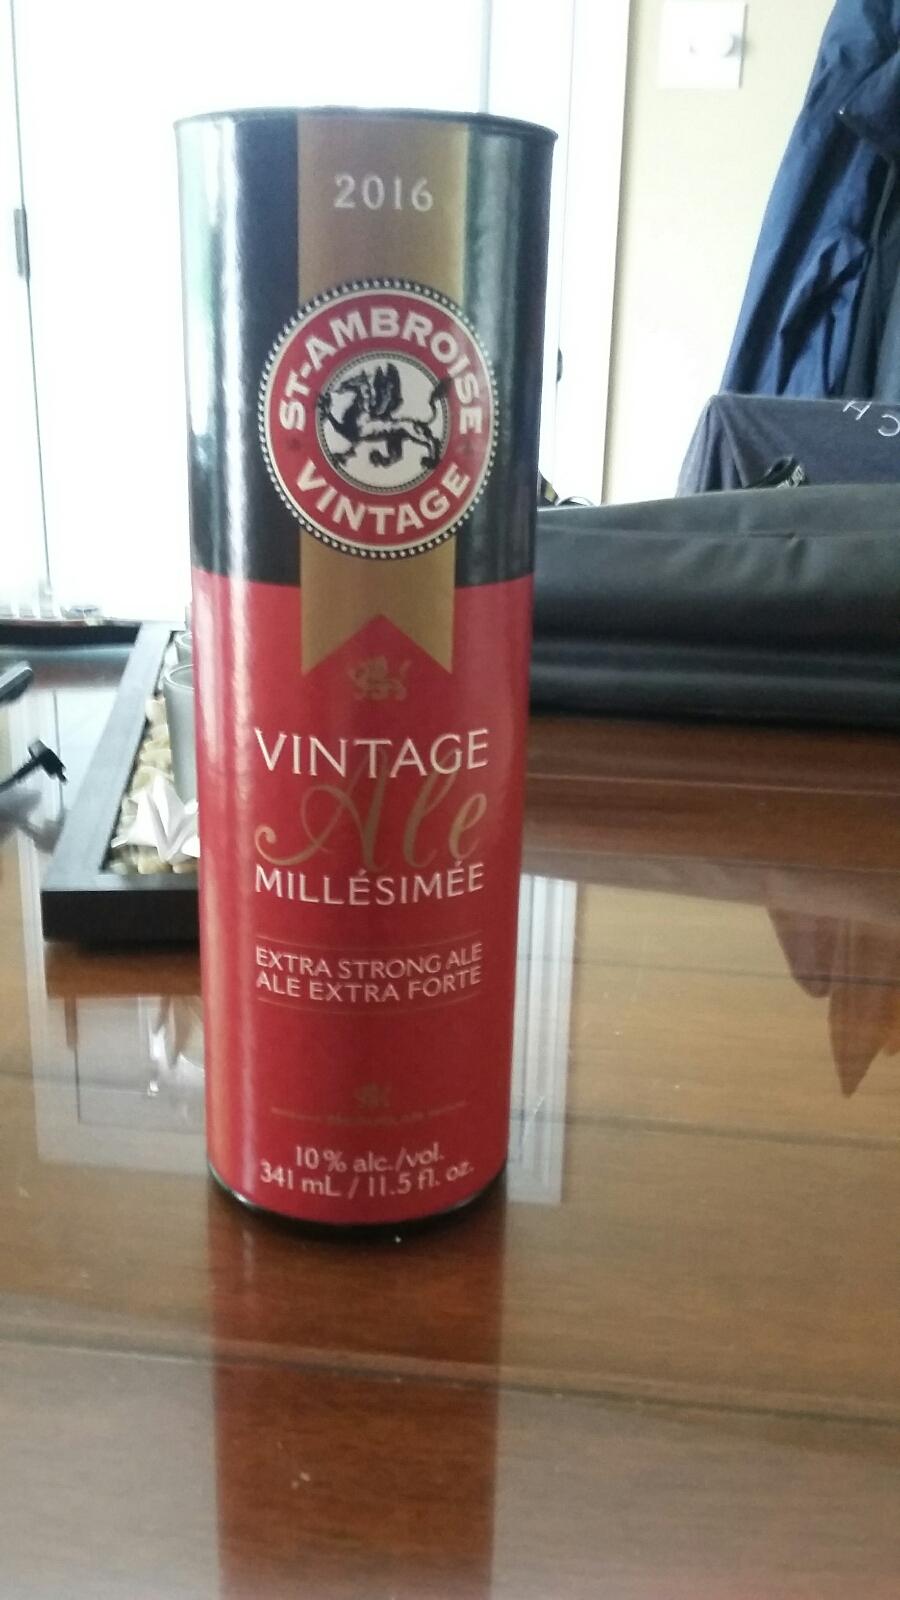 2016
ST-AMBROISE
VINTAGE
VINTAGE
Ale
MILLÉSIMÉE
EXTRA STRONG ALE
ALE EXTRA FORTE
10% alc./vol.
341 mL / 11.5 fl. oz.